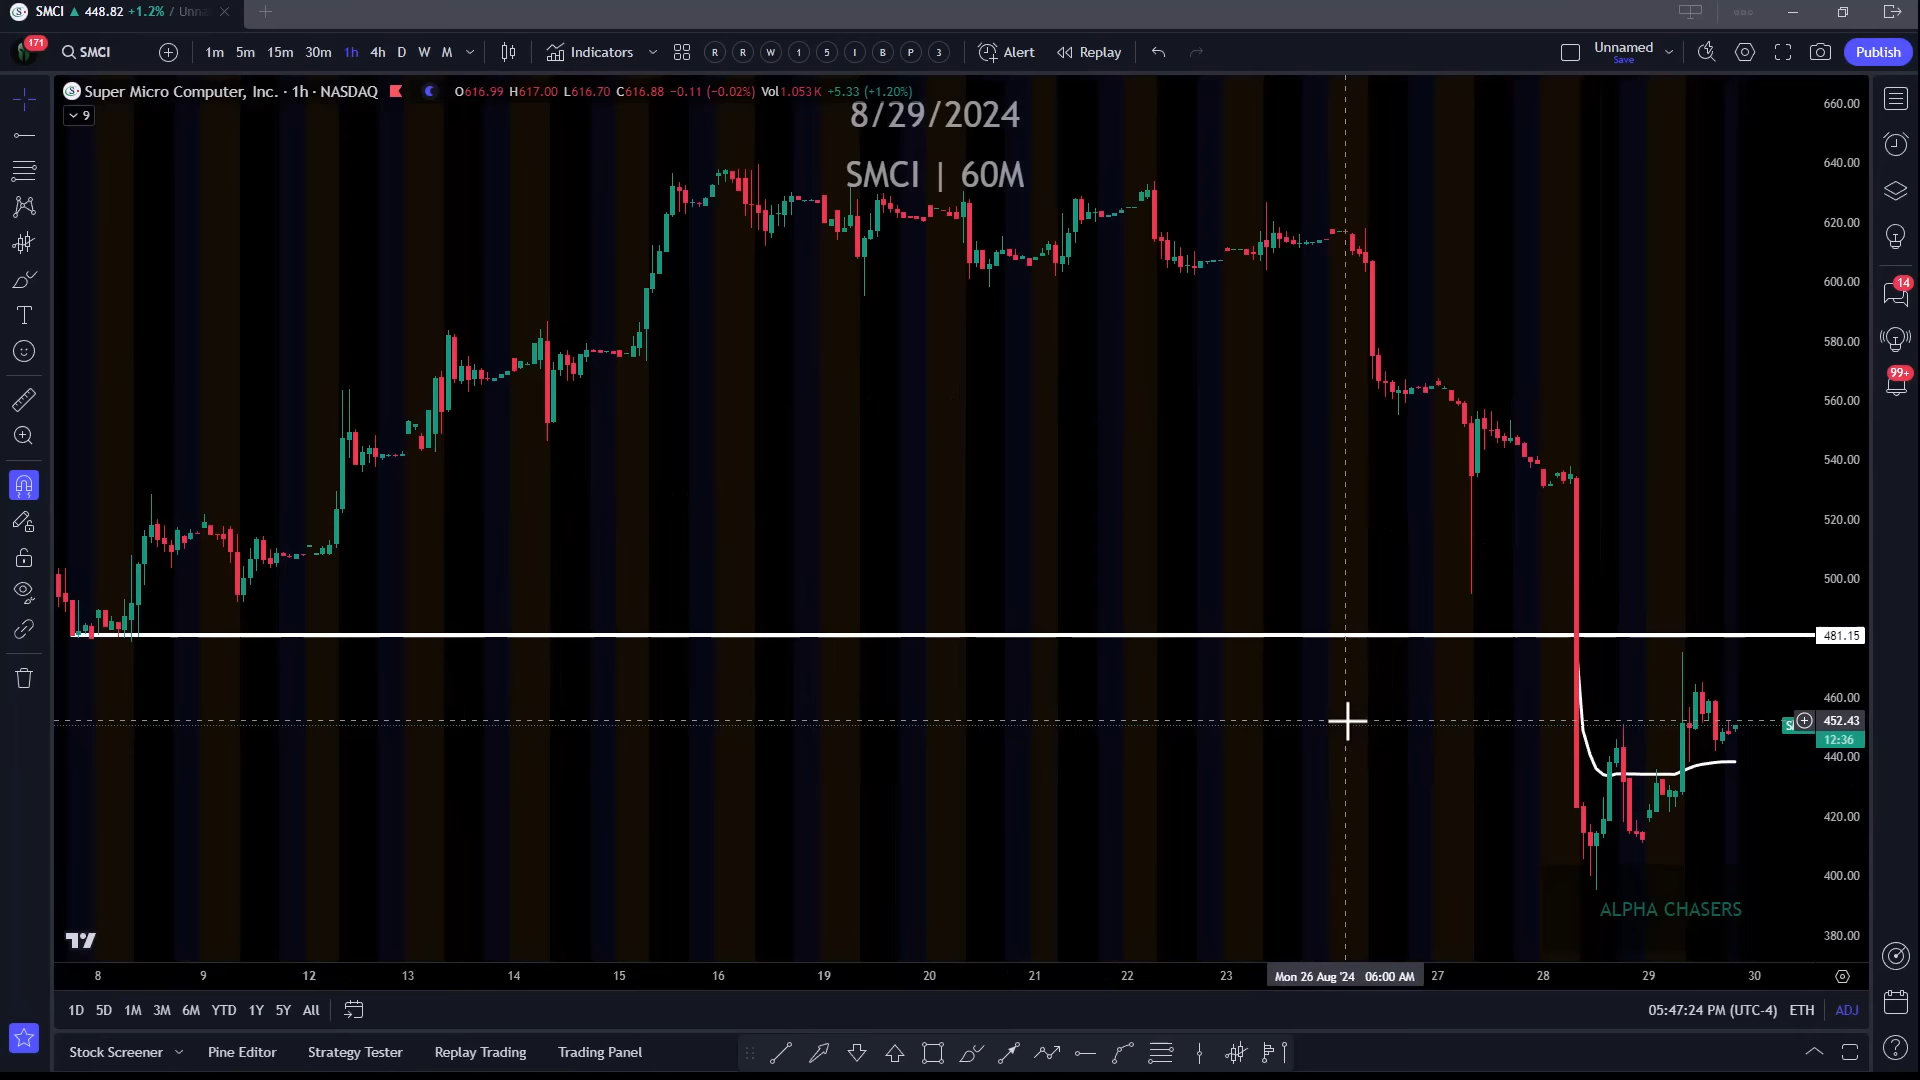 SMCI ▲ 448.82 +1.2% / Unna
171
SMCI
1m 5m 15m 30m 1h 4h D W M
Indicators
R R W 1 5 I B P 3
Alert
Replay
Unnamed
Save
Publish
Super Micro Computer, Inc. · 1h · NASDAQ
O616.99 H617.00 L616.70 C616.88 −0.11 (−0.02%) Vol1.053K +5.33 (+1.20%)
9
8/29/2024
SMCI | 60M
660.00
640.00
620.00
600.00
580.00
560.00
540.00
520.00
500.00
481.15
460.00
452.43
12:36
440.00
420.00
400.00
380.00
14
99+
ALPHA CHASERS
8 9 12 13 14 15 16 19 20 21 22 23 Mon 26 Aug '24 06:00 AM 27 28 29 30
1D 5D 1M 3M 6M YTD 1Y 5Y All
05:47:24 PM (UTC-4) ETH ADJ
Stock Screener Pine Editor Strategy Tester Replay Trading Trading Panel